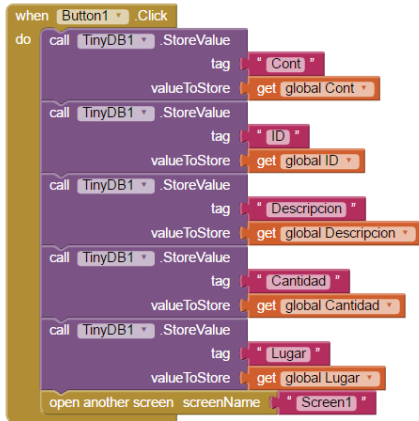 when Button1 .Click
do call TinyDB1 .StoreValue
tag " Cont "
valueToStore get global Cont
call TinyDB1 .StoreValue
tag " ID "
valueToStore get global ID
call TinyDB1 .StoreValue
tag " Descripcion "
valueToStore get global Descripcion
call TinyDB1 .StoreValue
tag " Cantidad "
valueToStore get global Cantidad
call TinyDB1 .StoreValue
tag " Lugar "
valueToStore get global Lugar
open another screen screenName " Screen1 "